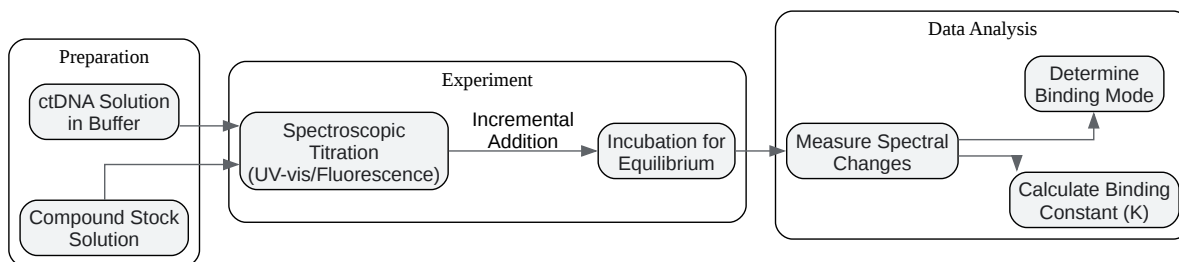 Preparation
ctDNA Solution
in Buffer
Compound Stock
Solution
Experiment
Spectroscopic
Titration
(UV-vis/Fluorescence)
Incremental
Addition
Incubation for
Equilibrium
Data Analysis
Measure Spectral
Changes
Determine
Binding Mode
Calculate Binding
Constant (K)